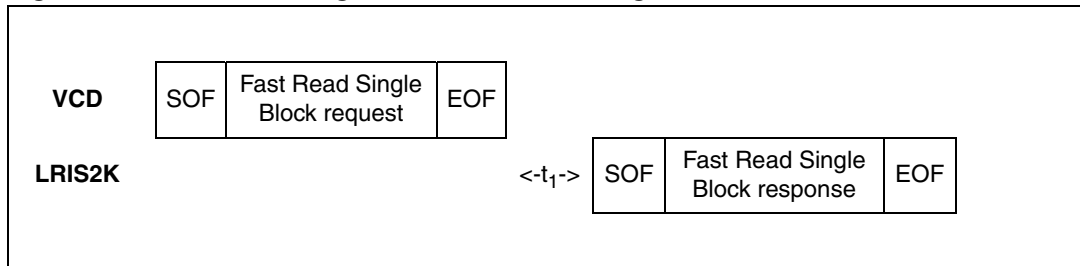 VCD SOF Fast Read Single Block request EOF
LRIS2K <-t1-> SOF Fast Read Single Block response EOF